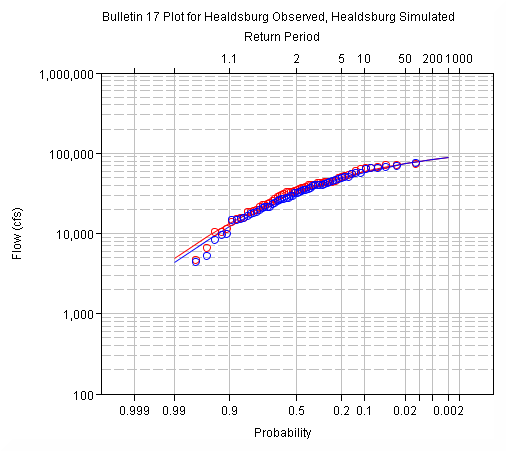 Bulletin 17 Plot for Healdsburg Observed, Healdsburg Simulated
Return Period
1.1 2 5 10 50 200 1000
1,000,000
100,000
10,000
1,000
100
Flow (cfs)
0.999 0.99 0.9 0.5 0.2 0.1 0.02 0.002
Probability